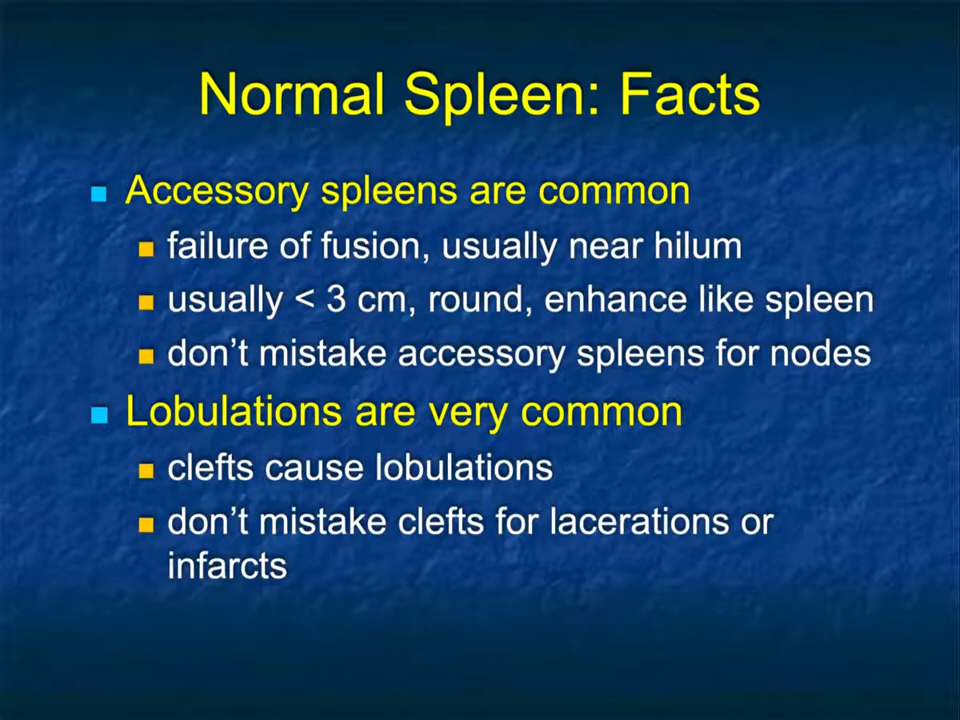 Normal Spleen: Facts
Accessory spleens are common
failure of fusion, usually near hilum
usually < 3 cm, round, enhance like spleen
don’t mistake accessory spleens for nodes
Lobulations are very common
clefts cause lobulations
don’t mistake clefts for lacerations or
infarcts